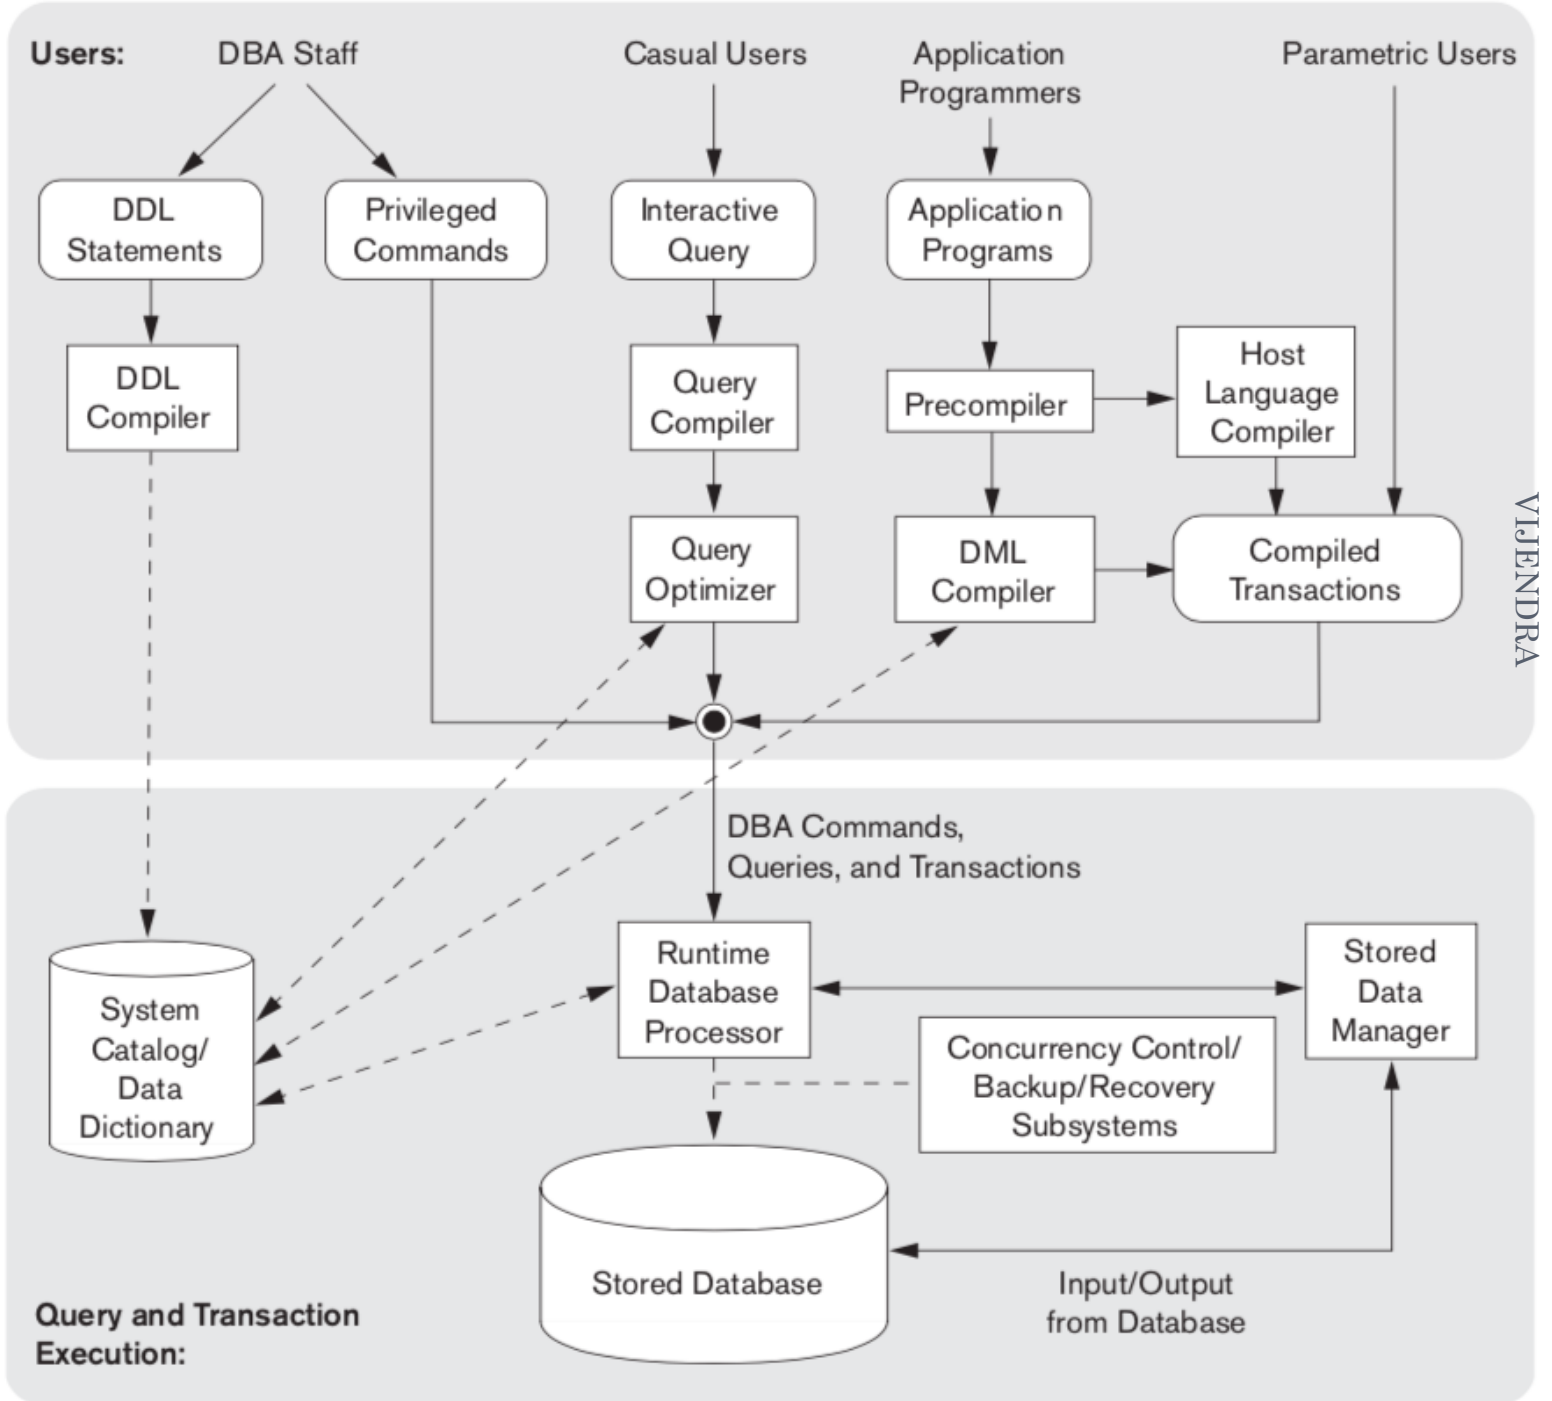 Users:
DBA Staff
Casual Users
Application
Programmers
Parametric Users
DDL
Statements
Privileged
Commands
Interactive
Query
Application
Programs
DDL
Compiler
Query
Compiler
Precompiler
Host
Language
Compiler
Query
Optimizer
DML
Compiler
Compiled
Transactions
VIJENDRA
DBA Commands,
Queries, and Transactions
System
Catalog/
Data
Dictionary
Runtime
Database
Processor
Stored
Data
Manager
Concurrency Control/
Backup/Recovery
Subsystems
Stored Database
Input/Output
from Database
Query and Transaction
Execution: